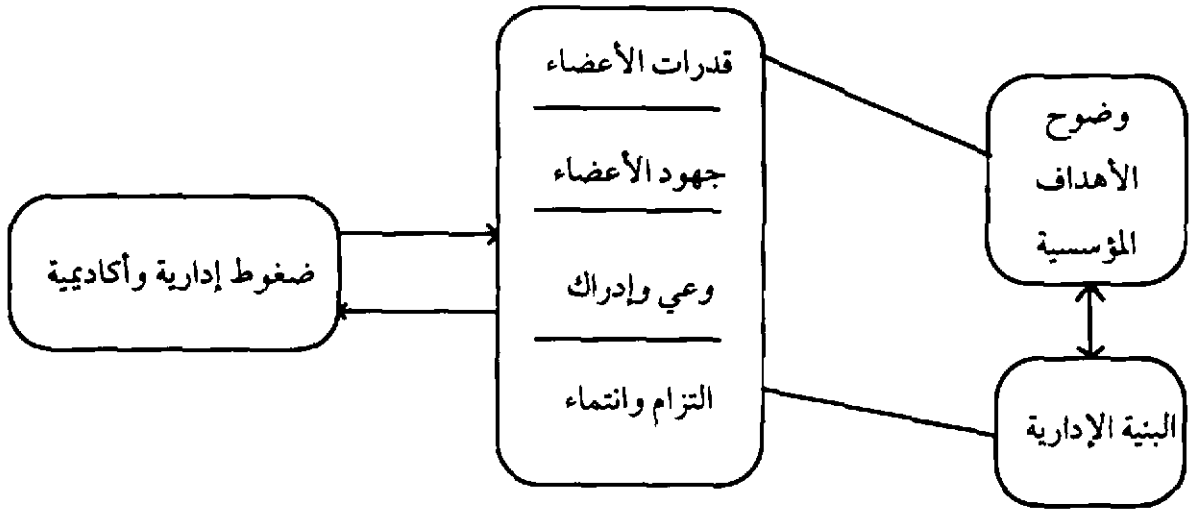 قدرات الأعضاء
جهود الأعضاء
وعي وإدراك
التزام وانتماء
وضوح
الأهداف
المؤسسية
البنية الإدارية
ضغوط إدارية وأكاديمية